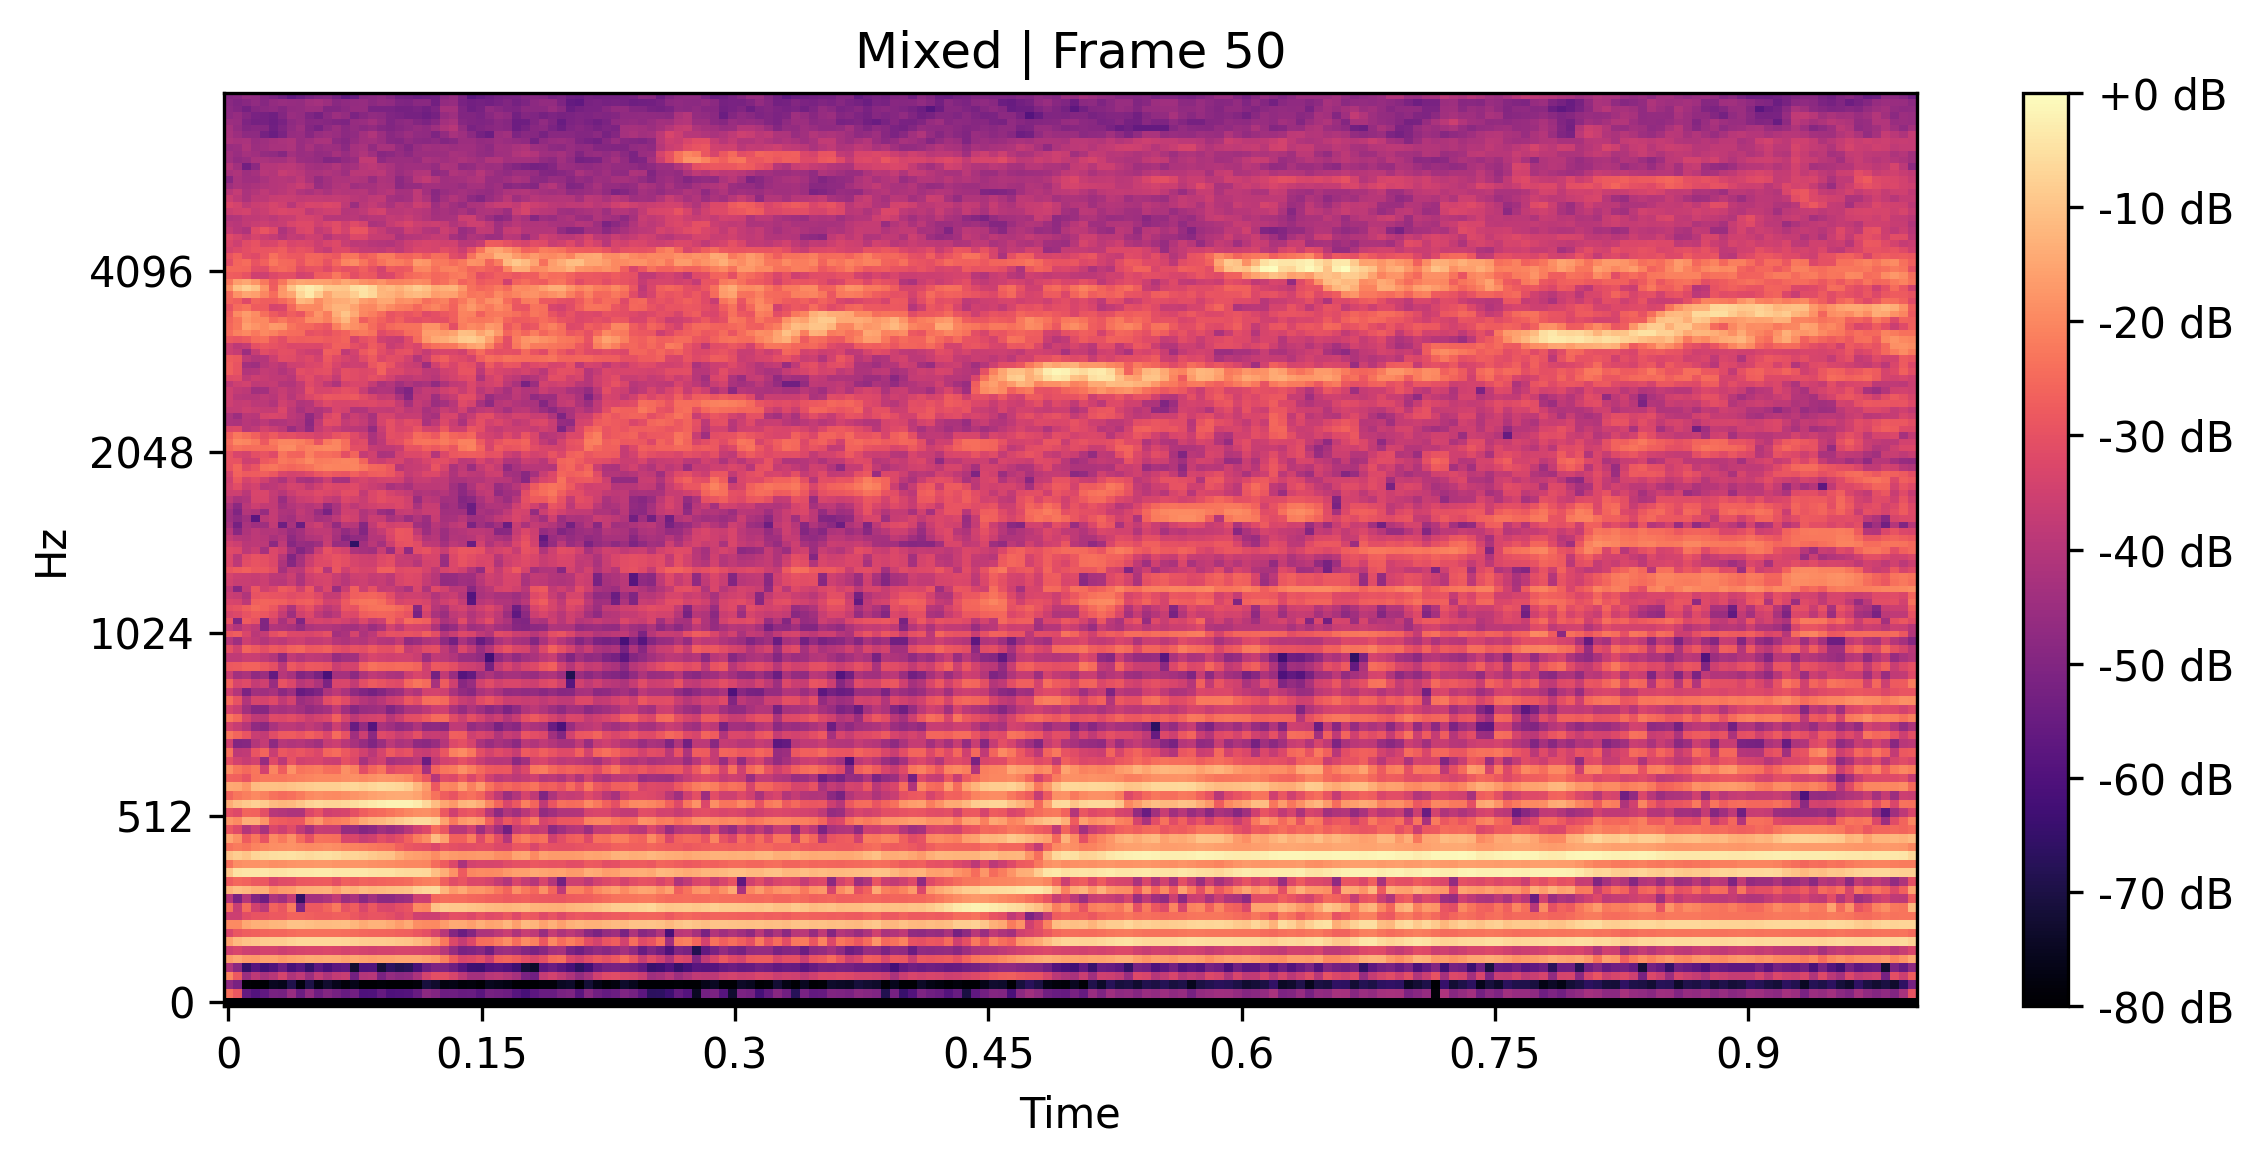 Mixed | Frame 50
+0 dB
-10 dB
-20 dB
-30 dB
-40 dB
-50 dB
-60 dB
-70 dB
-80 dB
4096
2048
1024
512
0
Hz
0
0.15
0.3
0.45
0.6
0.75
0.9
Time